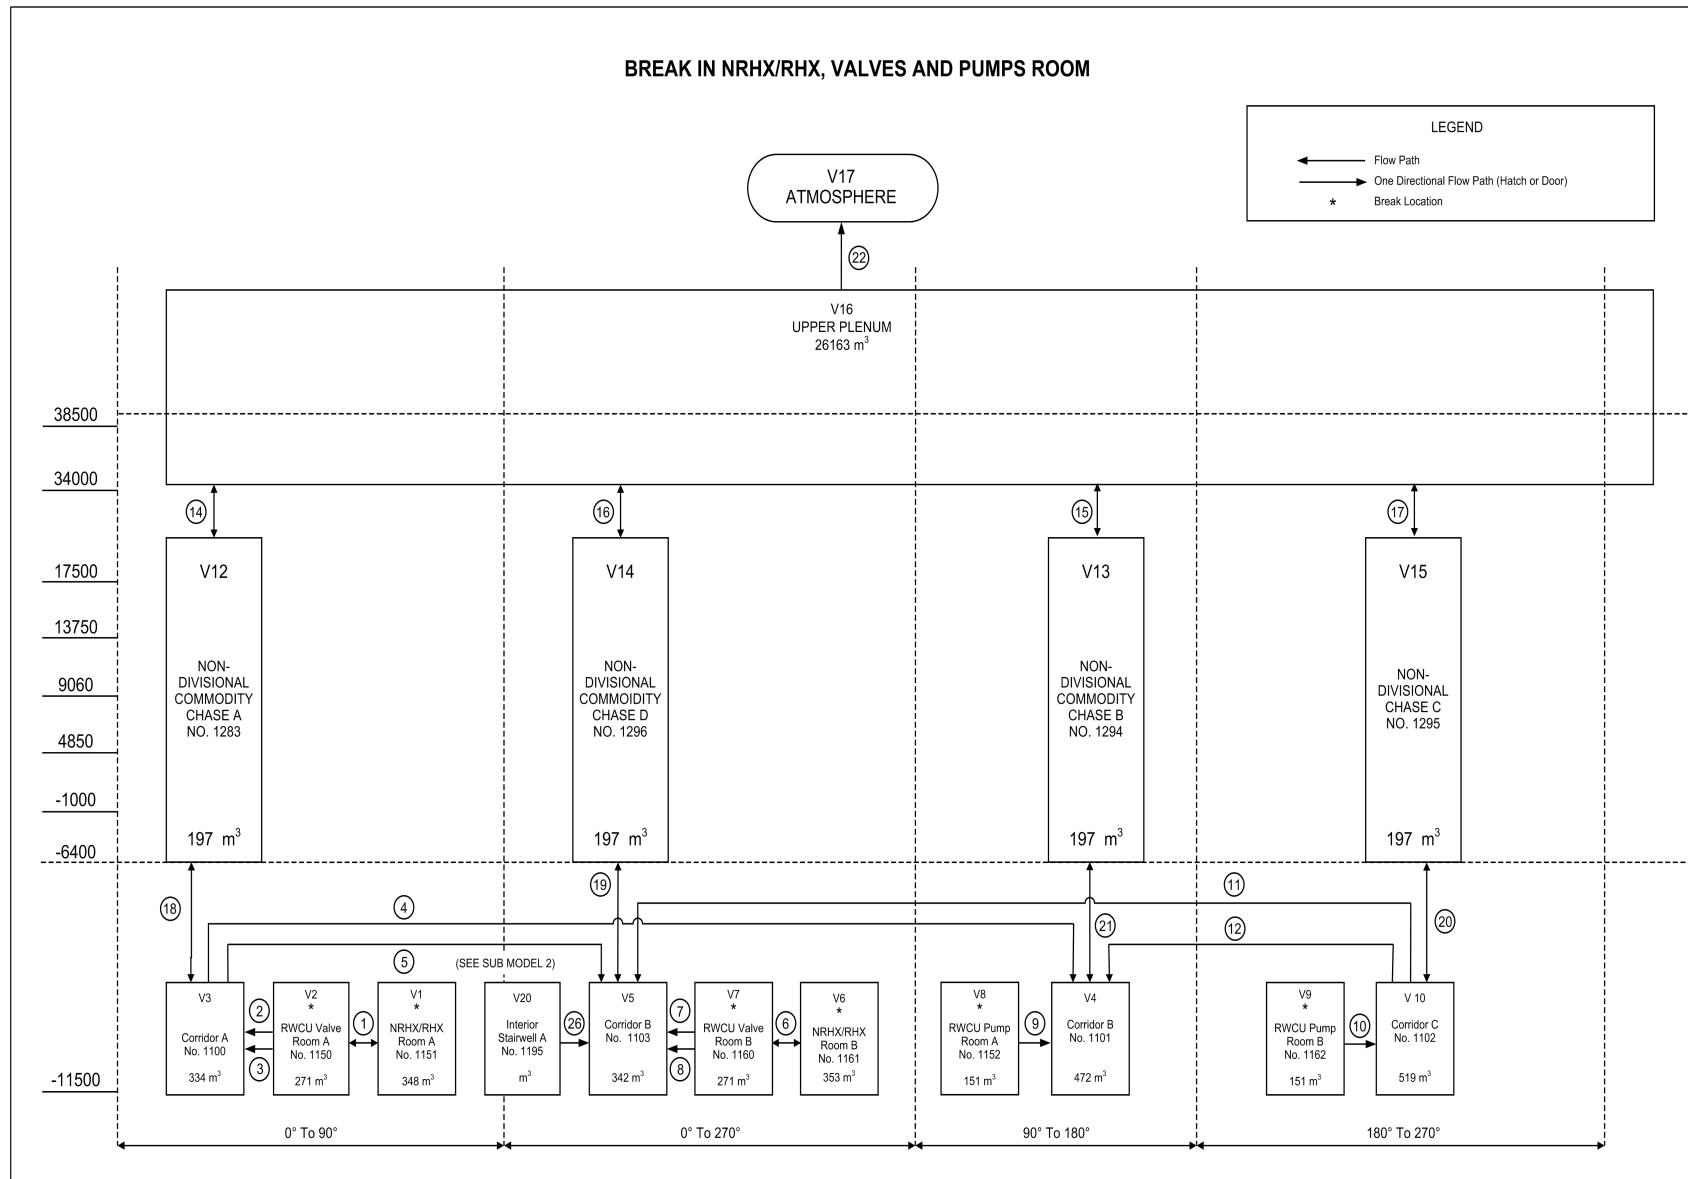 BREAK IN NRHX/RHX, VALVES AND PUMPS ROOM
LEGEND
Flow Path
One Directional Flow Path (Hatch or Door)
* Break Location
V17
ATMOSPHERE
22
V16
UPPER PLENUM
26163 m³
38500
34000
14
16
15
17
V12
V14
V13
V15
17500
13750
9060
4850
-1000
-6400
NON-
DIVISIONAL
COMMODITY
CHASE A
NO. 1283
197 m³
NON-
DIVISIONAL
COMMOIDITY
CHASE D
NO. 1296
197 m³
NON-
DIVISIONAL
COMMODITY
CHASE B
NO. 1294
197 m³
NON-
DIVISIONAL
CHASE C
NO. 1295
197 m³
18
4
19
11
21
12
20
5
(SEE SUB MODEL 2)
V3
Corridor A
No. 1100
334 m³
2
3
V2
*
RWCU Valve
Room A
No. 1150
271 m³
1
V1
*
NRHX/RHX
Room A
No. 1151
348 m³
V20
Interior
Stairwell A
No. 1195
m³
26
V5
Corridor B
No. 1103
342 m³
7
8
V7
*
RWCU Valve
Room B
No. 1160
271 m³
6
V6
*
NRHX/RHX
Room B
No. 1161
353 m³
V8
*
RWCU Pump
Room A
No. 1152
151 m³
9
V4
Corridor B
No. 1101
472 m³
V9
*
RWCU Pump
Room B
No. 1162
151 m³
10
V 10
Corridor C
No. 1102
519 m³
-11500
0° To 90°
0° To 270°
90° To 180°
180° To 270°